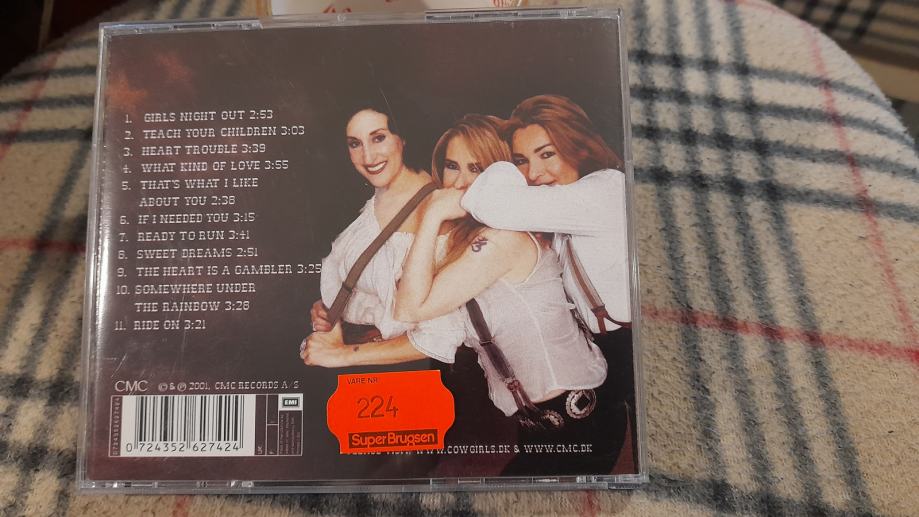 1. GIRLS NIGHT OUT 2:53
2. TEACH YOUR CHILDREN 3:03
3. HEART TROUBLE 3:39
4. WHAT KIND OF LOVE 3:55
5. THAT'S WHAT I LIKE
ABOUT YOU 2:38
6. IF I NEEDED YOU 3:15
7. READY TO RUN 3:41
8. SWEET DREAMS 2:51
9. THE HEART IS A GAMBLER 3:25
10. SOMEWHERE UNDER
THE RAINBOW 3:28
11. RIDE ON 3:21
CMC © & ℗ 2001, CMC RECORDS A/S
EMI
0724352627424
0 724352 627424
UK
F
VARE NR.
224
SuperBrugsen
WWW.COWGIRLS.DK & WWW.CMC.DK